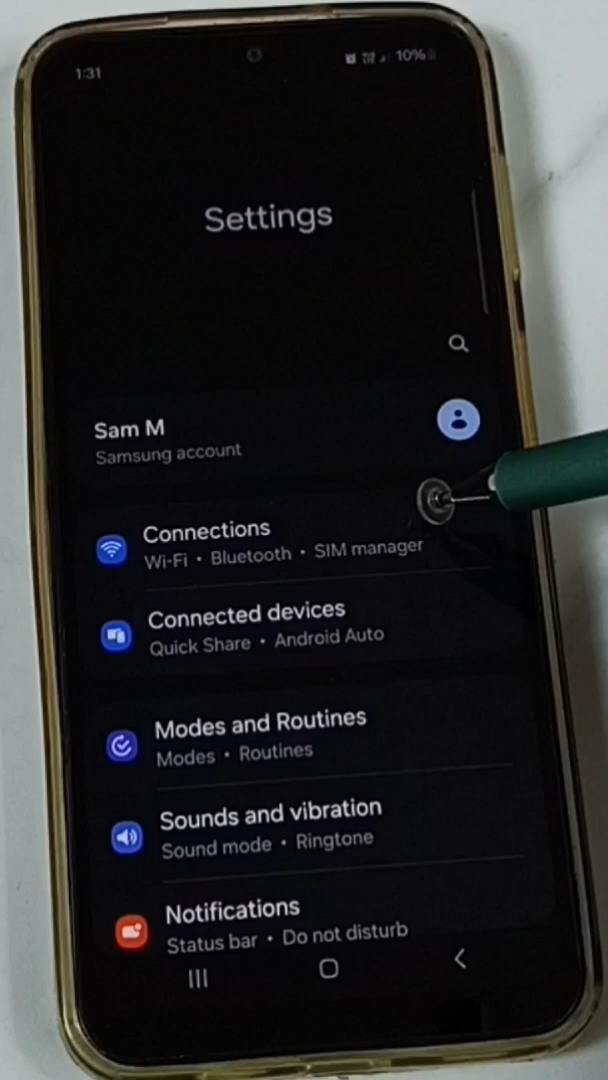 1:31
10%
Settings
Sam M
Samsung account
Connections
Wi-Fi • Bluetooth • SIM manager
Connected devices
Quick Share • Android Auto
Modes and Routines
Modes • Routines
Sounds and vibration
Sound mode • Ringtone
Notifications
Status bar • Do not disturb